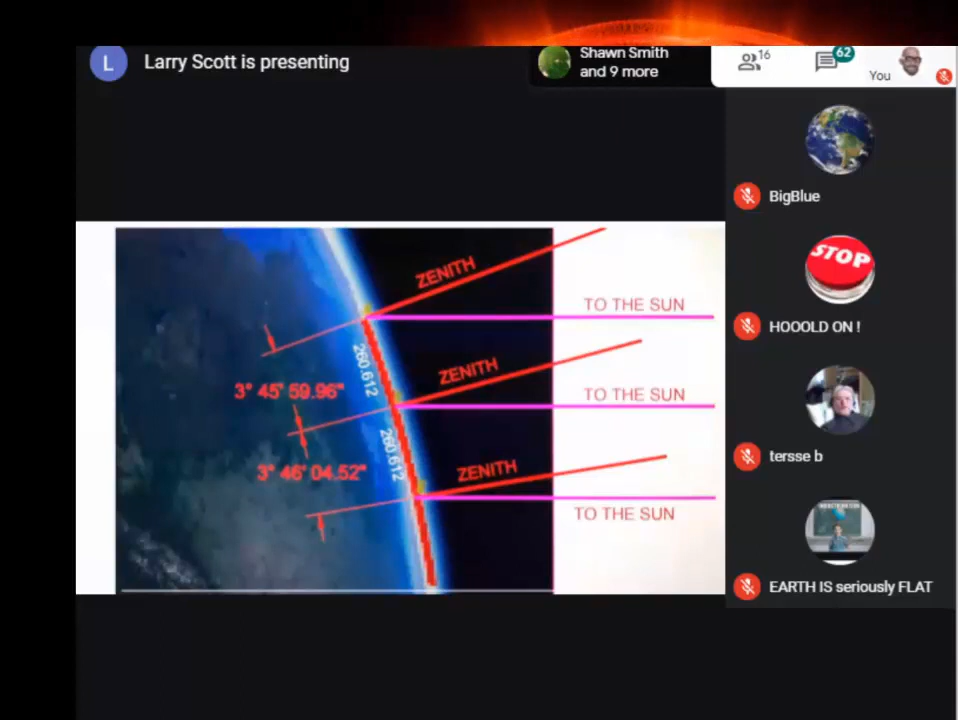 L
Larry Scott is presenting
Shawn Smith
and 9 more
16
62
You
BigBlue
STOP
HOOOLD ON !
tersse b
EARTH IS seriously FLAT
ZENITH
TO THE SUN
260.612
3° 45' 59.96"
ZENITH
TO THE SUN
260.612
3° 46' 04.52"
ZENITH
TO THE SUN